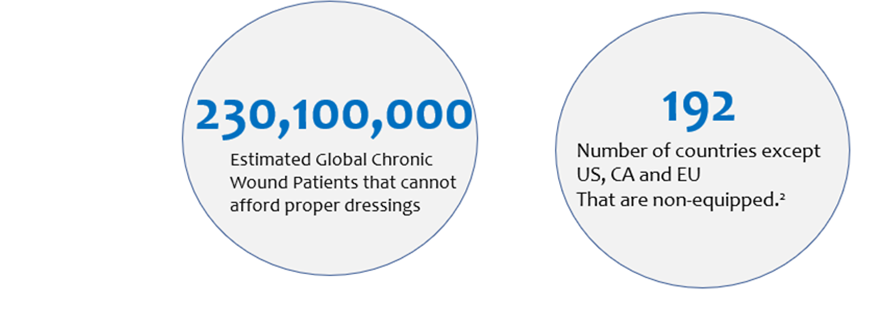 230,100,000
Estimated Global Chronic
Wound Patients that cannot
afford proper dressings
192
Number of countries except
US, CA and EU
That are non-equipped.²